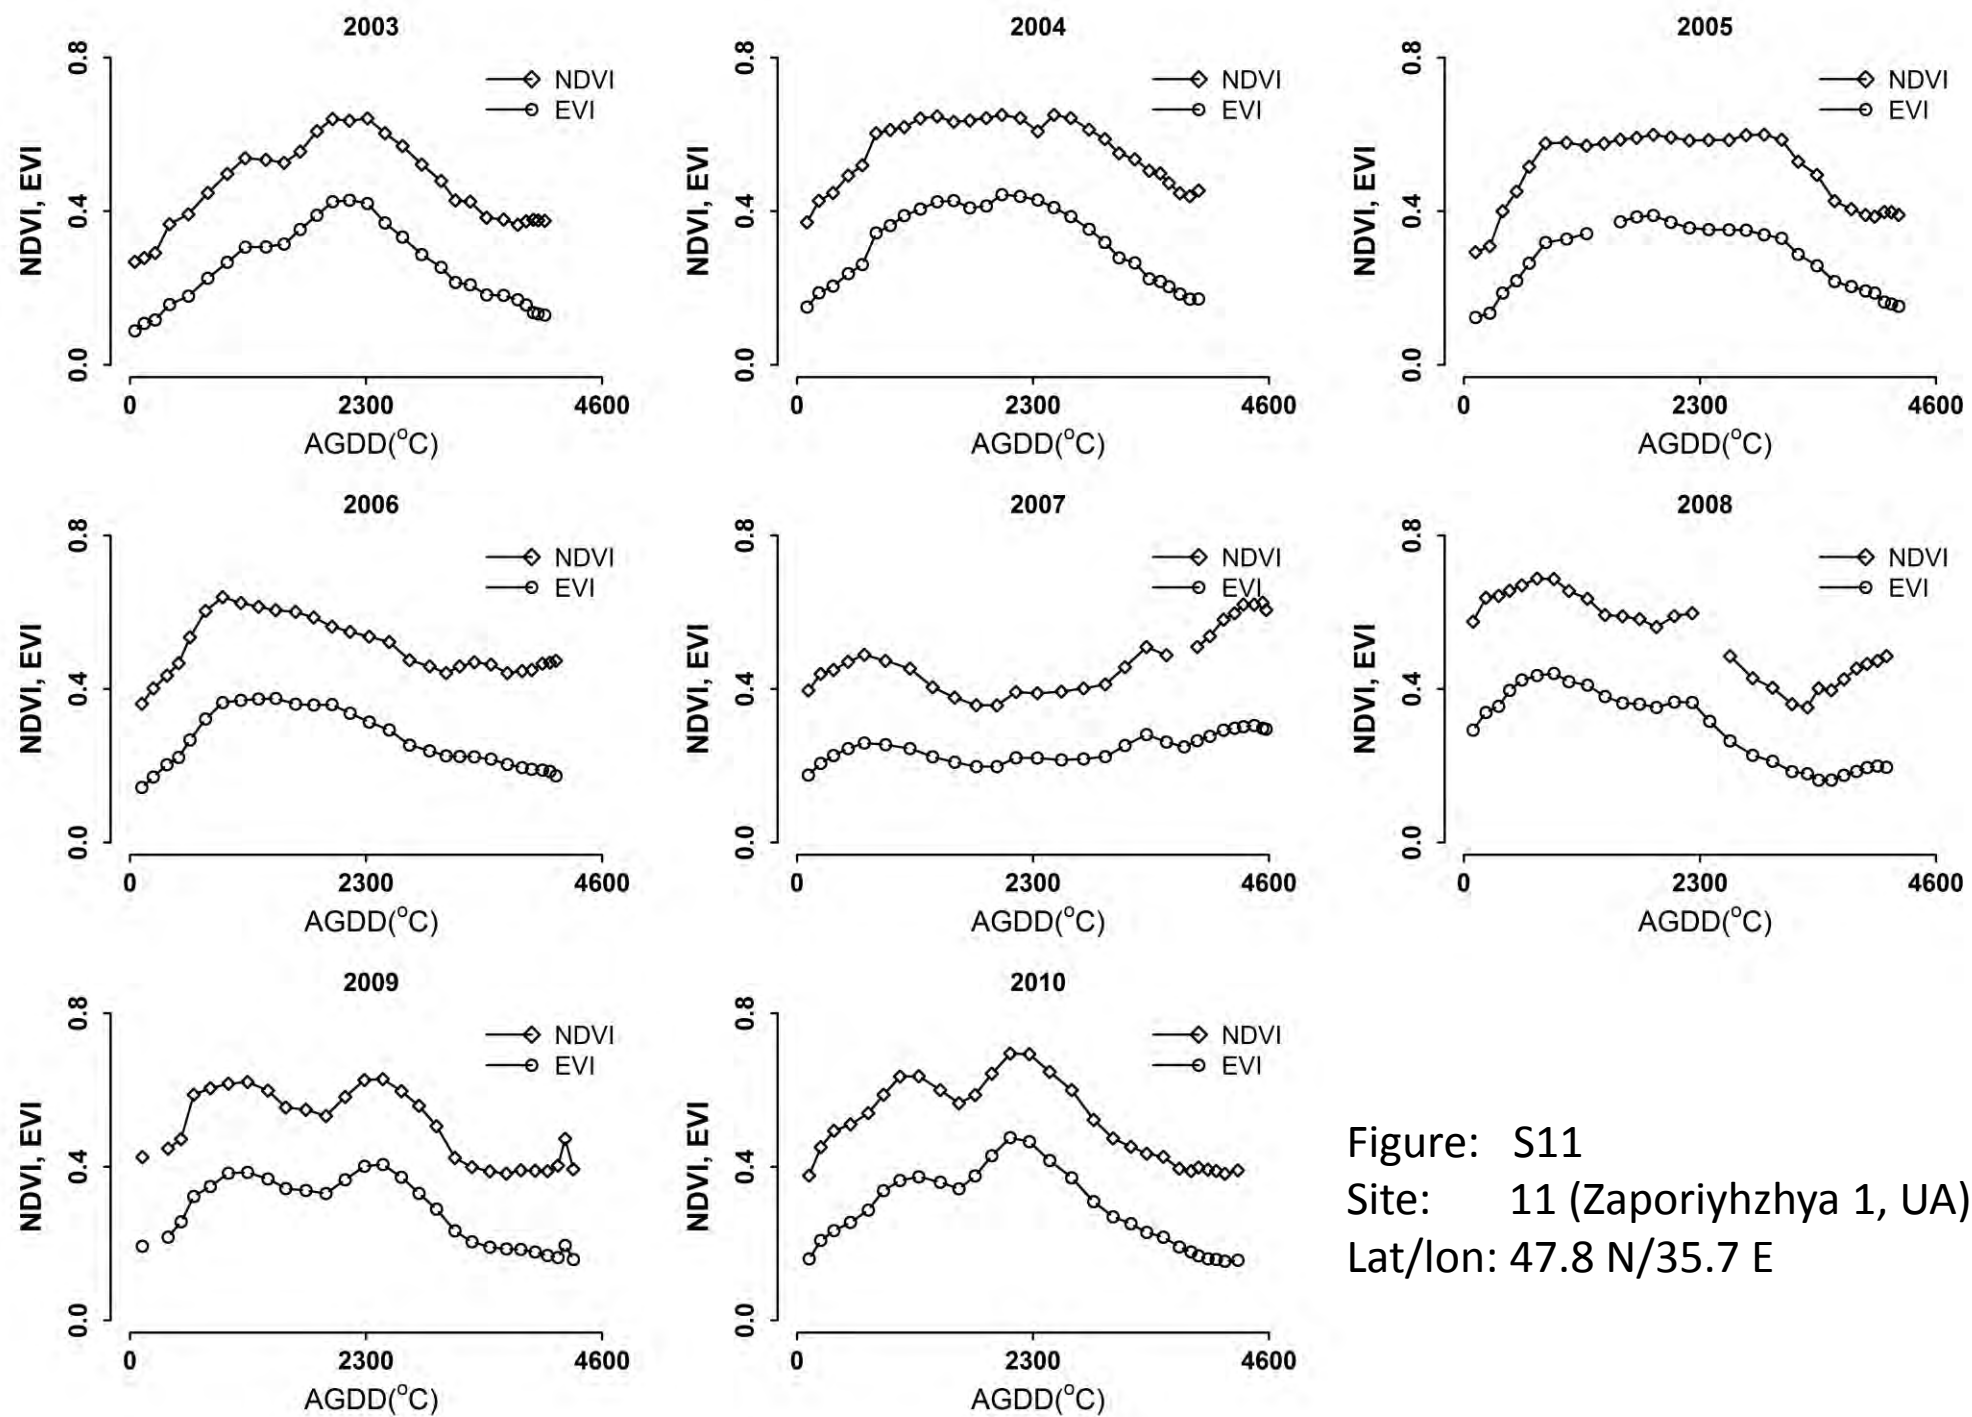 2003
0.8
0.4
0.0
NDVI, EVI
NDVI
EVI
0 2300 4600
AGDD(°C)
2004
0.8
0.4
0.0
NDVI, EVI
NDVI
EVI
0 2300 4600
AGDD(°C)
2005
0.8
0.4
0.0
NDVI, EVI
NDVI
EVI
0 2300 4600
AGDD(°C)
2006
0.8
0.4
0.0
NDVI, EVI
NDVI
EVI
0 2300 4600
AGDD(°C)
2007
0.8
0.4
0.0
NDVI, EVI
NDVI
EVI
0 2300 4600
AGDD(°C)
2008
0.8
0.4
0.0
NDVI, EVI
NDVI
EVI
0 2300 4600
AGDD(°C)
2009
0.8
0.4
0.0
NDVI, EVI
NDVI
EVI
0 2300 4600
AGDD(°C)
2010
0.8
0.4
0.0
NDVI, EVI
NDVI
EVI
0 2300 4600
AGDD(°C)
Figure: S11
Site: 11 (Zaporiyhzhya 1, UA)
Lat/lon: 47.8 N/35.7 E